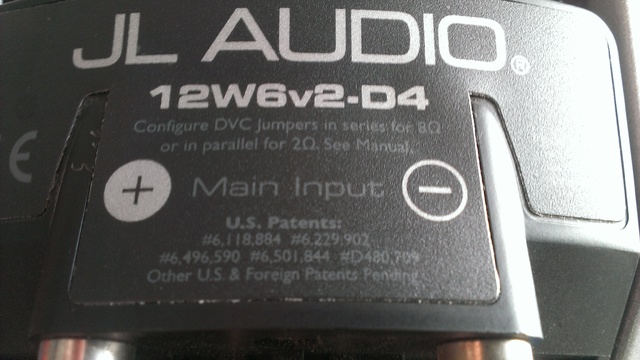 JL AUDIO®
12W6v2-D4
Configure DVC Jumpers in series for 8Ω
or in parallel for 2Ω. See Manual.
+ Main Input −
U.S. Patents:
#6,118,884 #6,229,902
#6,496,590 #6,501,844 #D480,709
Other U.S. & Foreign Patents Pending
CE